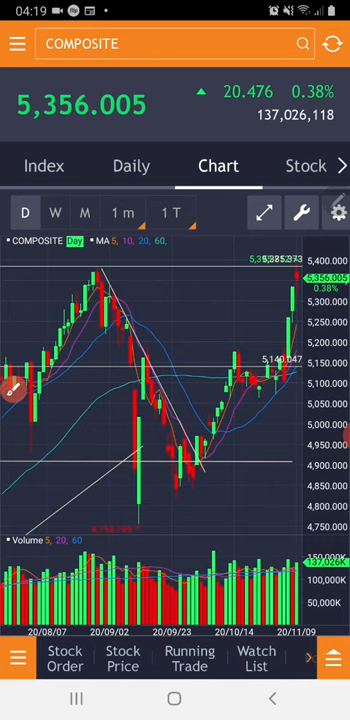 04:19
COMPOSITE
5,356.005
20.476 0.38%
137,026,118
Index Daily Chart Stock
D W M 1 m 1 T
COMPOSITE Day MA 5, 10, 20, 60,
5,400.000
5,356.005
0.38%
5,300.000
5,250.000
5,200.000
5,140.047
5,150.000
5,100.000
5,050.000
5,000.000
4,950.000
4,900.000
4,850.000
4,800.000
4,750.000
Volume 5, 20, 60
150,000K
137,026K
100,000K
50,000K
20/08/07 20/09/02 20/09/23 20/10/14 20/11/09
Stock Order
Stock Price
Running Trade
Watch List